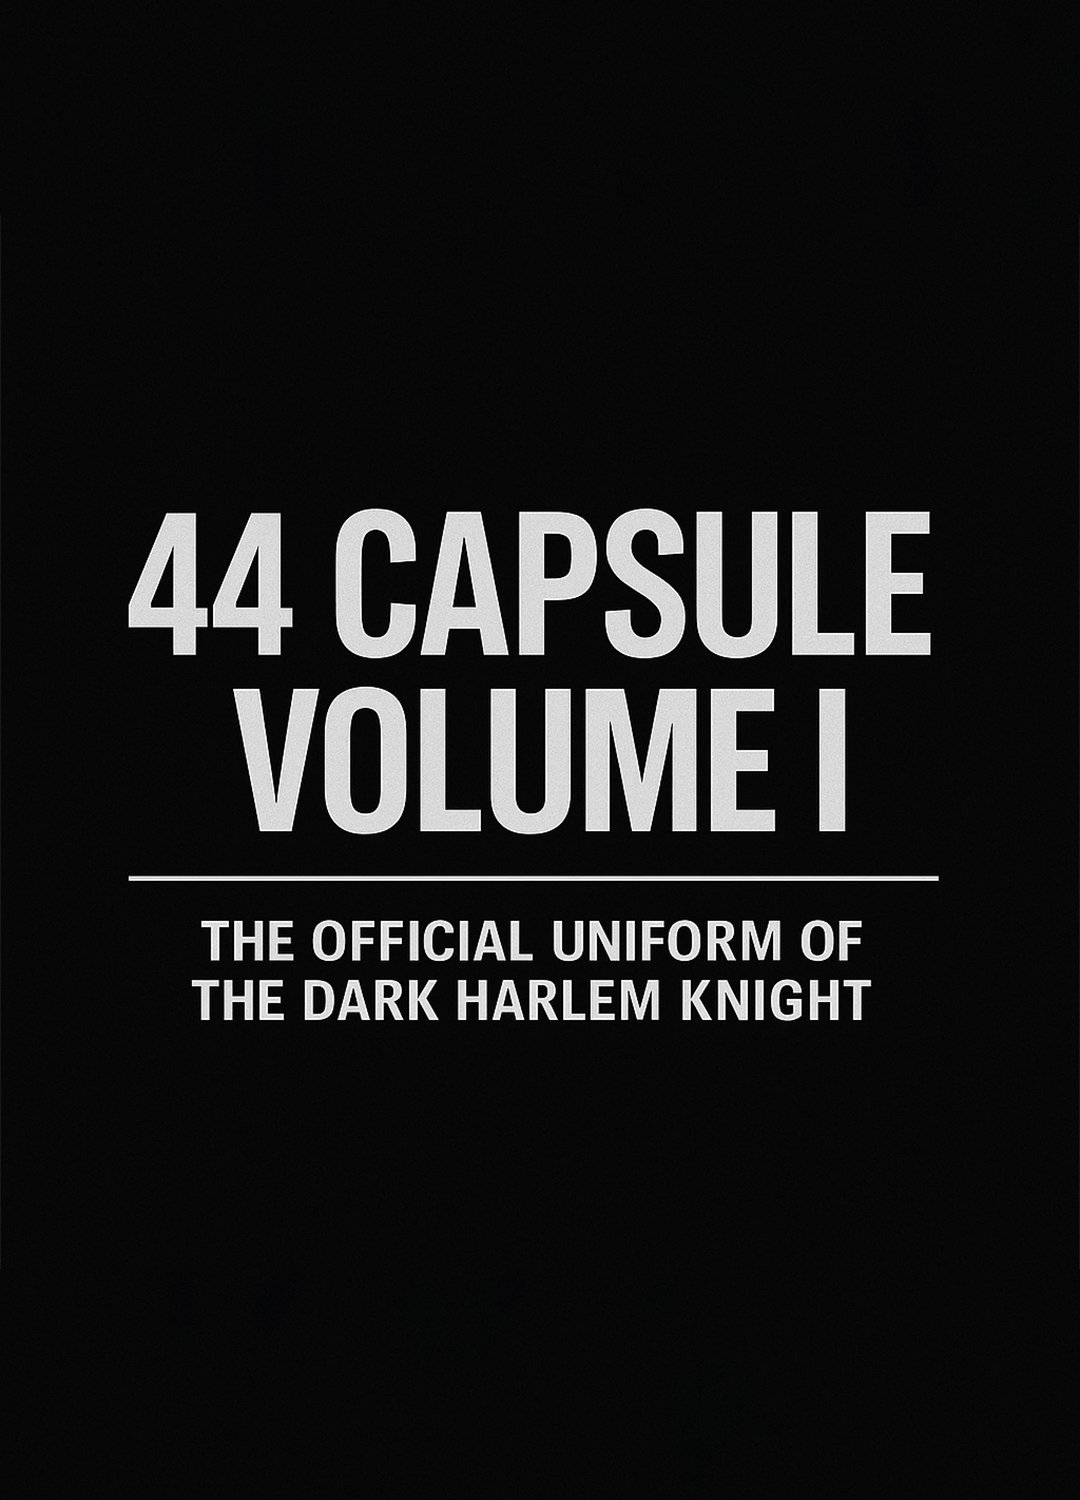 44 CAPSULE
VOLUME I
THE OFFICIAL UNIFORM OF
THE DARK HARLEM KNIGHT